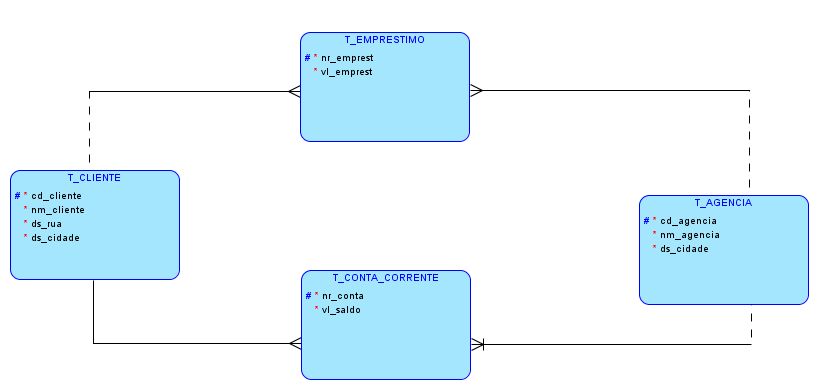 T_EMPRESTIMO
# * nr_emprest
* vl_emprest
T_CLIENTE
# * cd_cliente
* nm_cliente
* ds_rua
* ds_cidade
T_AGENCIA
# * cd_agencia
* nm_agencia
* ds_cidade
T_CONTA_CORRENTE
# * nr_conta
* vl_saldo